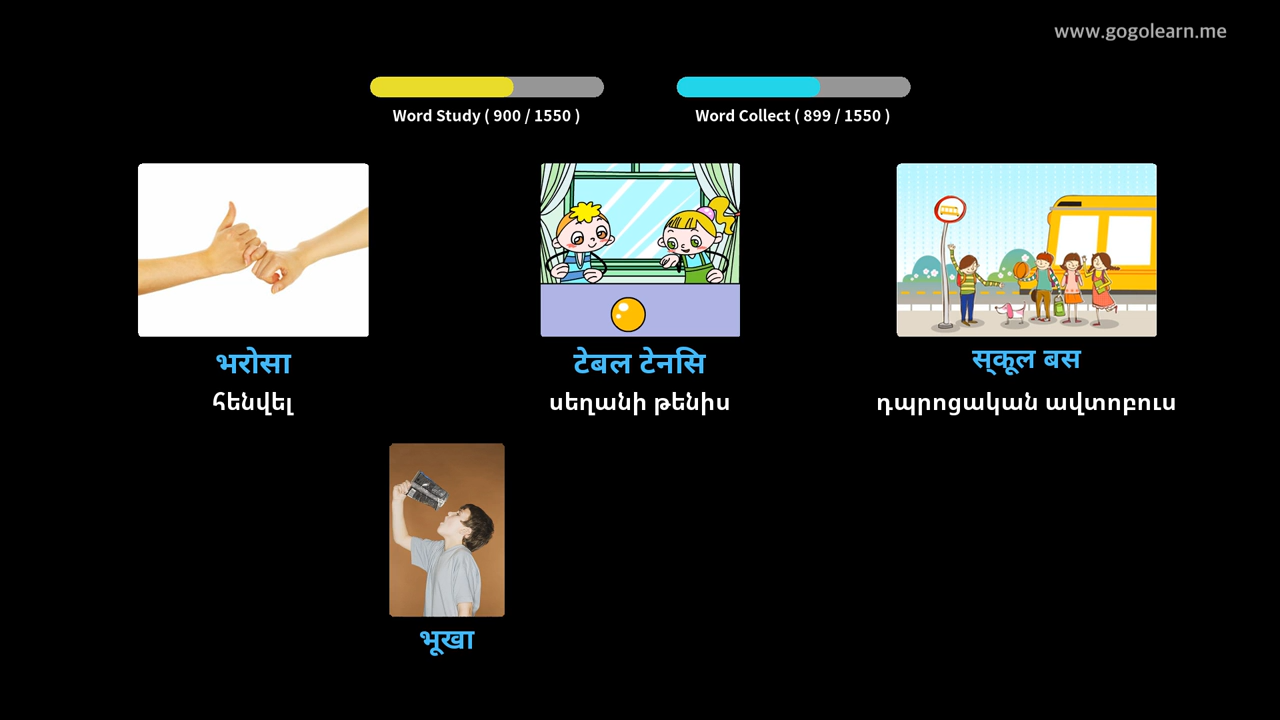 www.gogolearn.me
Word Study ( 900 / 1550 )
Word Collect ( 899 / 1550 )
भरोसा
टेबल टेनसि
स्कूल बस
հենվել
սեղանի թենիս
դպրոցական ավտոբուս
भूखा